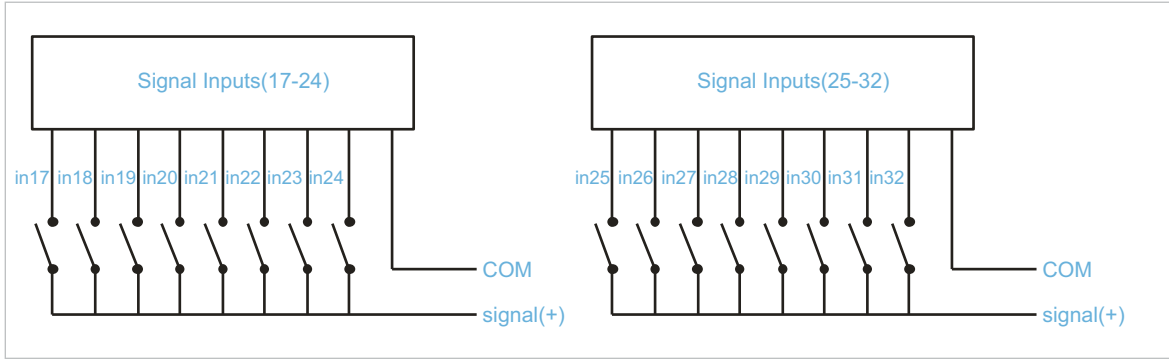 Signal Inputs(17-24)
in17 in18 in19 in20 in21 in22 in23 in24
COM
signal(+)
Signal Inputs(25-32)
in25 in26 in27 in28 in29 in30 in31 in32
COM
signal(+)